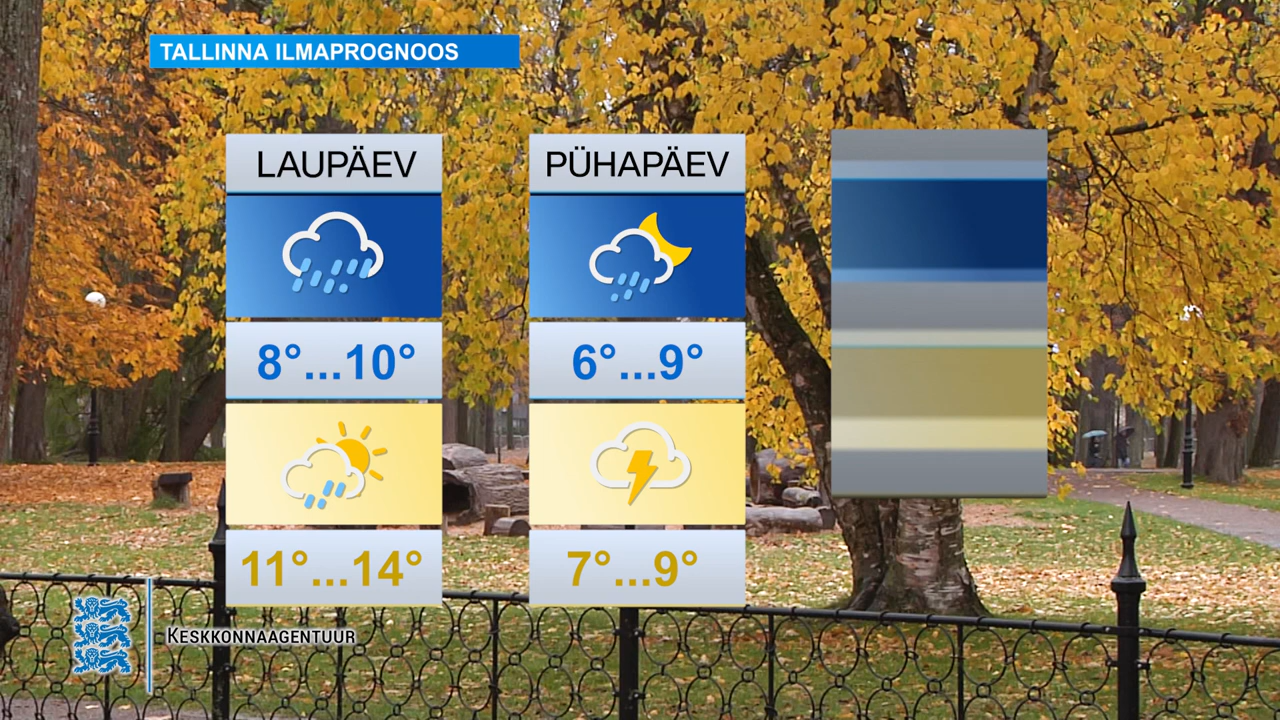 TALLINNA ILMAPROGNOOS
LAUPÄEV
8°...10°
11°...14°
PÜHAPÄEV
6°...9°
7°...9°
KESKKONNAAGENTUUR